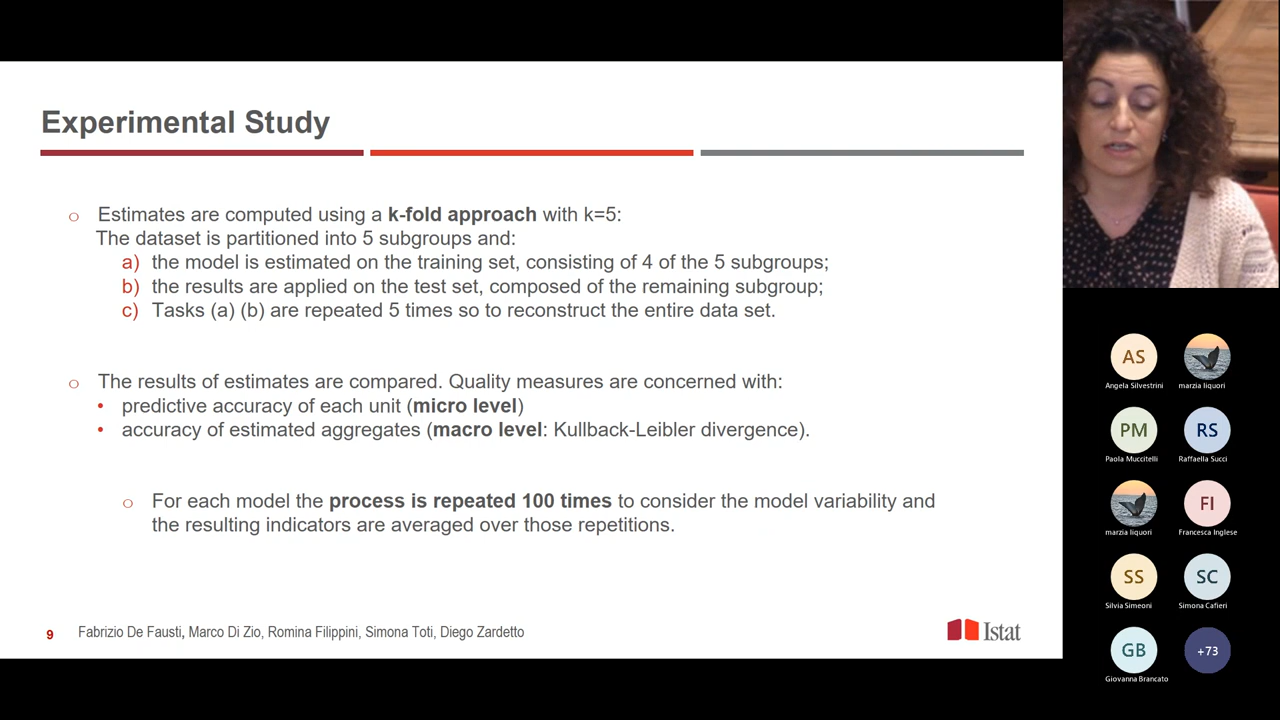 Experimental Study
o Estimates are computed using a k-fold approach with k=5:
The dataset is partitioned into 5 subgroups and:
a) the model is estimated on the training set, consisting of 4 of the 5 subgroups;
b) the results are applied on the test set, composed of the remaining subgroup;
c) Tasks (a) (b) are repeated 5 times so to reconstruct the entire data set.
o The results of estimates are compared. Quality measures are concerned with:
• predictive accuracy of each unit (micro level)
• accuracy of estimated aggregates (macro level: Kullback-Leibler divergence).
o For each model the process is repeated 100 times to consider the model variability and
the resulting indicators are averaged over those repetitions.
9 Fabrizio De Fausti, Marco Di Zio, Romina Filippini, Simona Toti, Diego Zardetto
Istat
AS
Angela Silvestrini
marzia liquori
PM
Paola Muccitelli
RS
Raffaella Succi
marzia liquori
FI
Francesca Inglese
SS
Silvia Simeoni
SC
Simona Cafieri
GB
Giovanna Brancato
+73